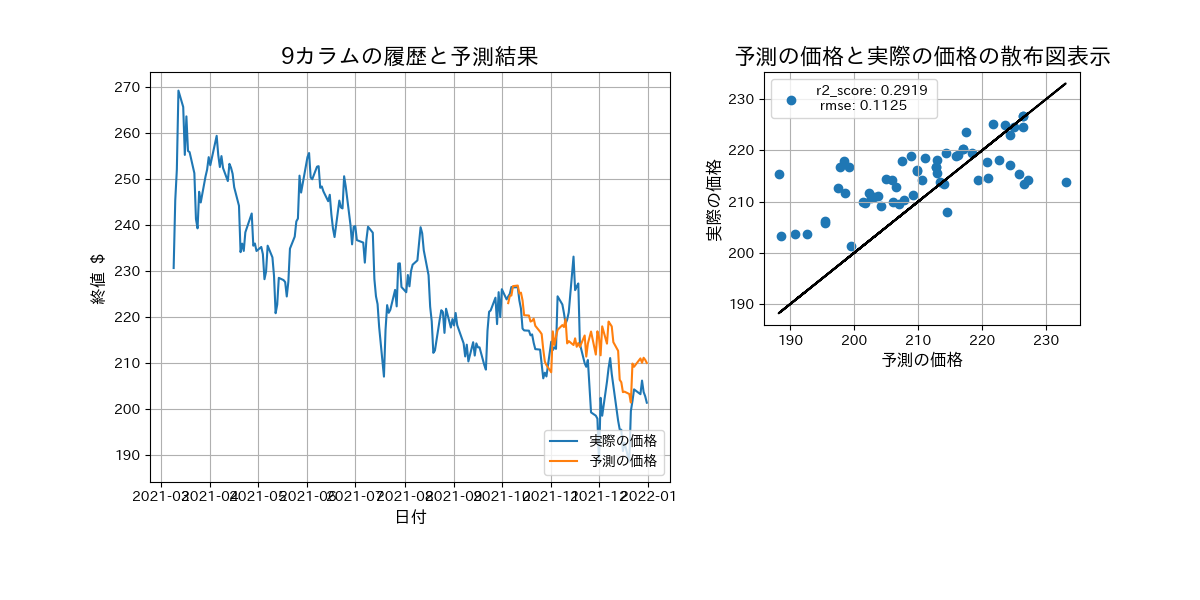 9カラムの履歴と予測結果
270
260
250
240
230
220
210
200
190
終値 $
2021-03 2021-04 2021-05 2021-06 2021-07 2021-08 2021-09 2021-10 2021-11 2021-12 2022-01
日付
実際の価格
予測の価格
予測の価格と実際の価格の散布図表示
r2_score: 0.2919
rmse: 0.1125
230
220
210
200
190
実際の価格
190 200 210 220 230
予測の価格